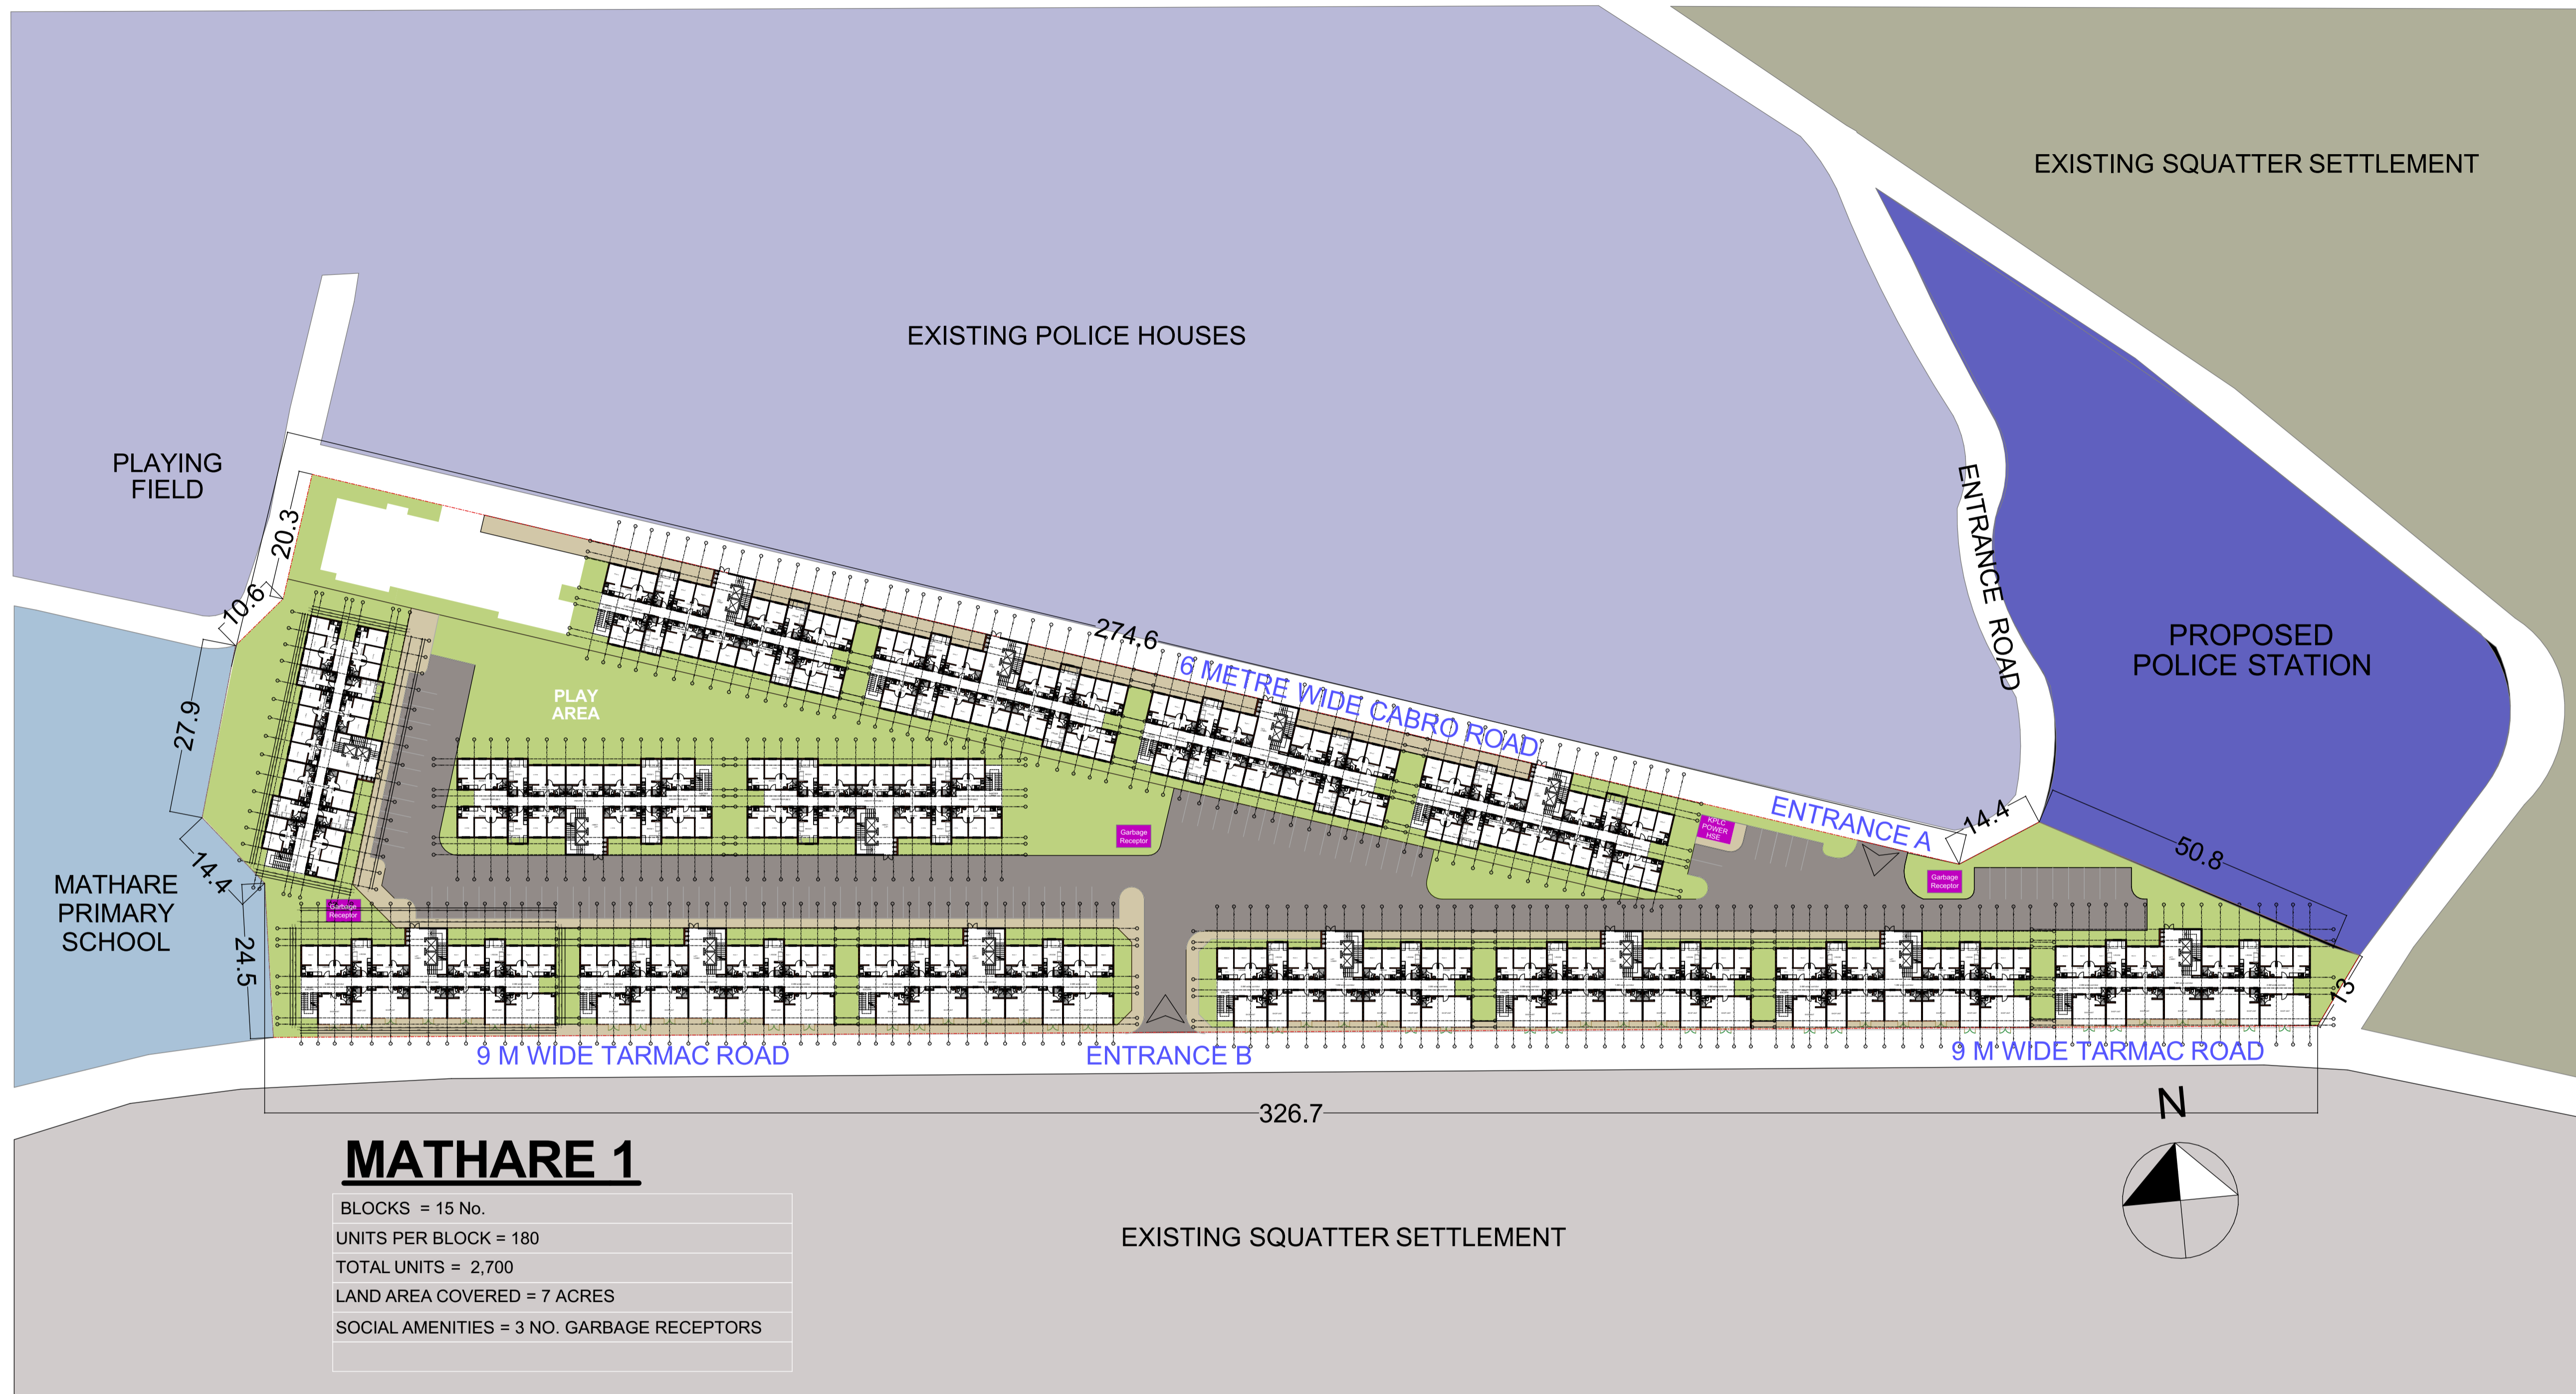 EXISTING SQUATTER SETTLEMENT
EXISTING POLICE HOUSES
PLAYING
FIELD
ENTRANCE ROAD
PROPOSED
POLICE STATION
20.3
10.6
274.6
6 METRE WIDE CABRO ROAD
PLAY
AREA
27.9
ENTRANCE A
14.4
50.8
KPLC
POWER
HSE
Garbage
Receptor
Garbage
Receptor
14.4
MATHARE
PRIMARY
SCHOOL
Garbage
Receptor
24.5
13
9 M WIDE TARMAC ROAD
ENTRANCE B
9 M WIDE TARMAC ROAD
326.7
N
MATHARE 1
BLOCKS = 15 No.
UNITS PER BLOCK = 180
TOTAL UNITS = 2,700
LAND AREA COVERED = 7 ACRES
SOCIAL AMENITIES = 3 NO. GARBAGE RECEPTORS
EXISTING SQUATTER SETTLEMENT